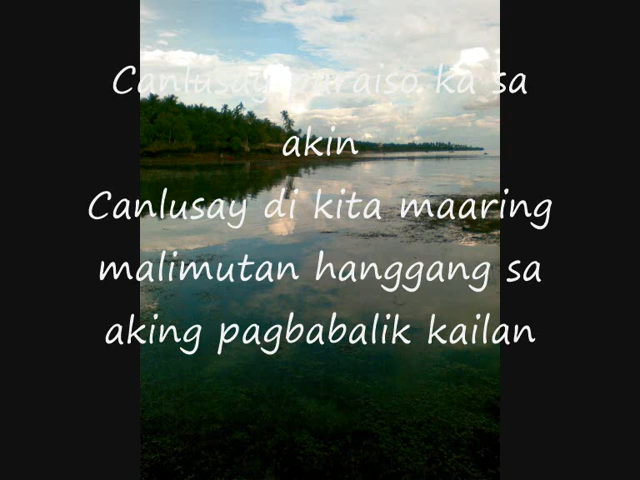 Canlusay paraiso ka sa
akin
Canlusay di kita maaring
malimutan hanggang sa
aking pagbabalik kailan